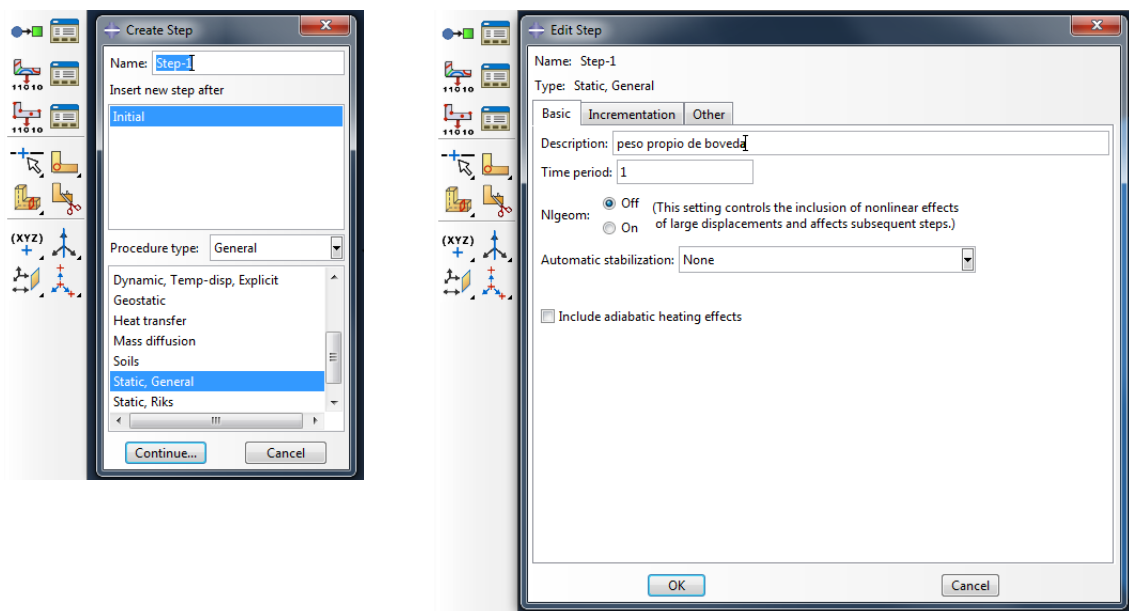 Create Step
Name: Step-1
Insert new step after
Initial
Procedure type: General
Dynamic, Temp-disp, Explicit
Geostatic
Heat transfer
Mass diffusion
Soils
Static, General
Static, Riks
Continue...
Cancel
11010
11010
(XYZ)
Edit Step
Name: Step-1
Type: Static, General
Basic
Incrementation
Other
Description: peso propio de boveda
Time period: 1
Nlgeom:
Off
On
(This setting controls the inclusion of nonlinear effects
of large displacements and affects subsequent steps.)
Automatic stabilization: None
Include adiabatic heating effects
OK
Cancel
11010
11010
(XYZ)